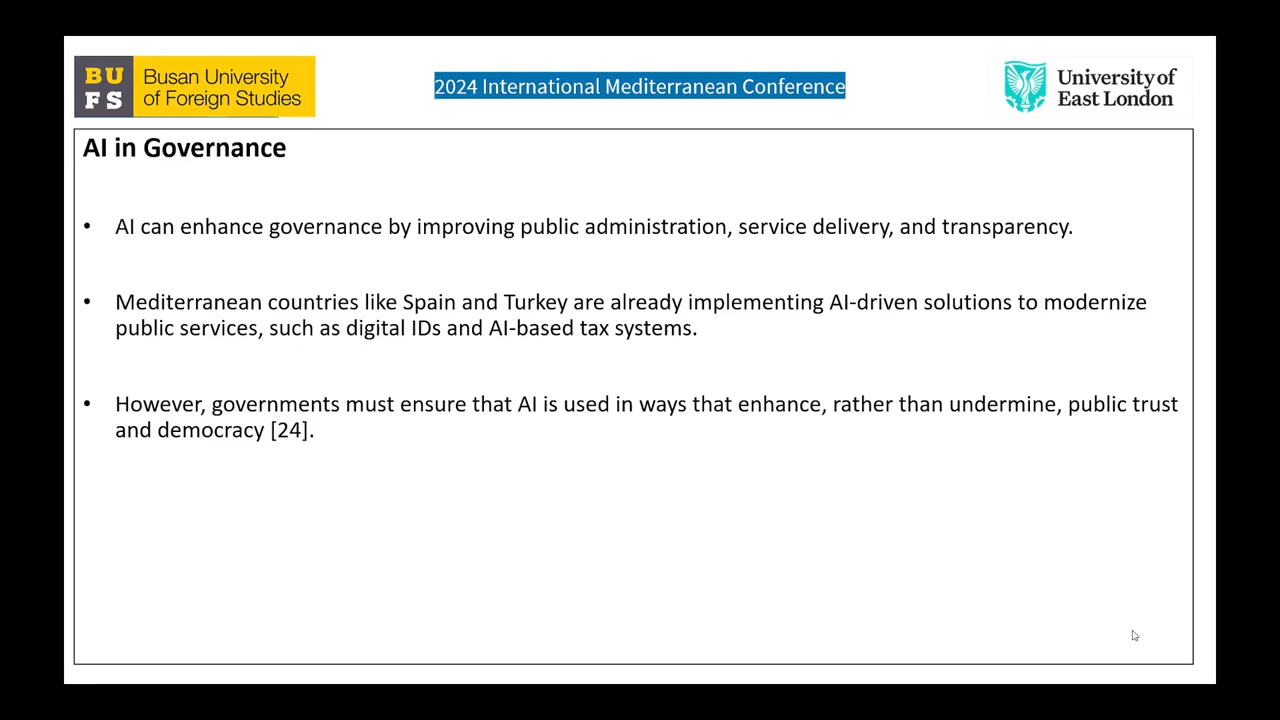 BU
FS
Busan University
of Foreign Studies
2024 International Mediterranean Conference
University of
East London
AI in Governance
• AI can enhance governance by improving public administration, service delivery, and transparency.
• Mediterranean countries like Spain and Turkey are already implementing AI-driven solutions to modernize
public services, such as digital IDs and AI-based tax systems.
• However, governments must ensure that AI is used in ways that enhance, rather than undermine, public trust
and democracy [24].